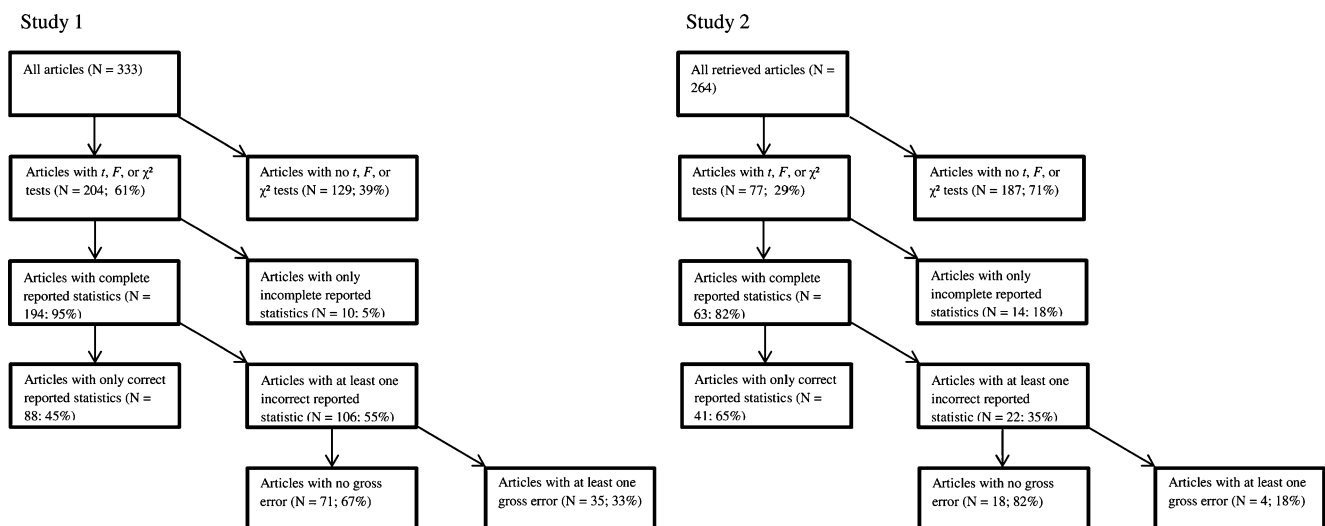 Study 1
All articles (N = 333)
Articles with t, F, or χ²
tests (N = 204; 61%)
Articles with no t, F, or
χ² tests (N = 129; 39%)
Articles with complete
reported statistics (N =
194; 95%)
Articles with only
incomplete reported
statistics (N = 10; 5%)
Articles with only correct
reported statistics (N =
88; 45%)
Articles with at least one
incorrect reported
statistic (N = 106; 55%)
Articles with no gross
error (N = 71; 67%)
Articles with at least one
gross error (N = 35; 33%)
Study 2
All retrieved articles (N =
264)
Articles with t, F, or χ²
tests (N = 77; 29%)
Articles with no t, F, or
χ² tests (N = 187; 71%)
Articles with complete
reported statistics (N =
63; 82%)
Articles with only
incomplete reported
statistics (N = 14; 18%)
Articles with only correct
reported statistics (N =
41; 65%)
Articles with at least one
incorrect reported
statistic (N = 22; 35%)
Articles with no gross
error (N = 18; 82%)
Articles with at least one
gross error (N = 4; 18%)